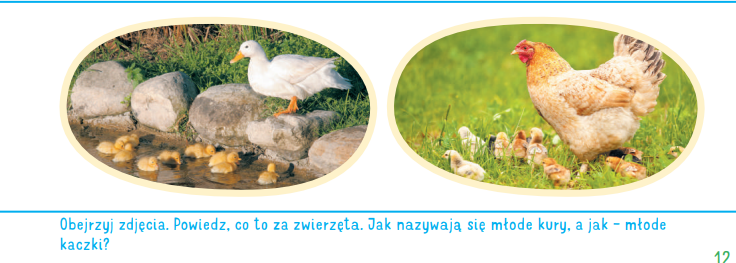 Obejrzyj zdjęcia. Powiedz, co to za zwierzęta. Jak nazywają się młode kury, a jak – młode
kaczki?
12